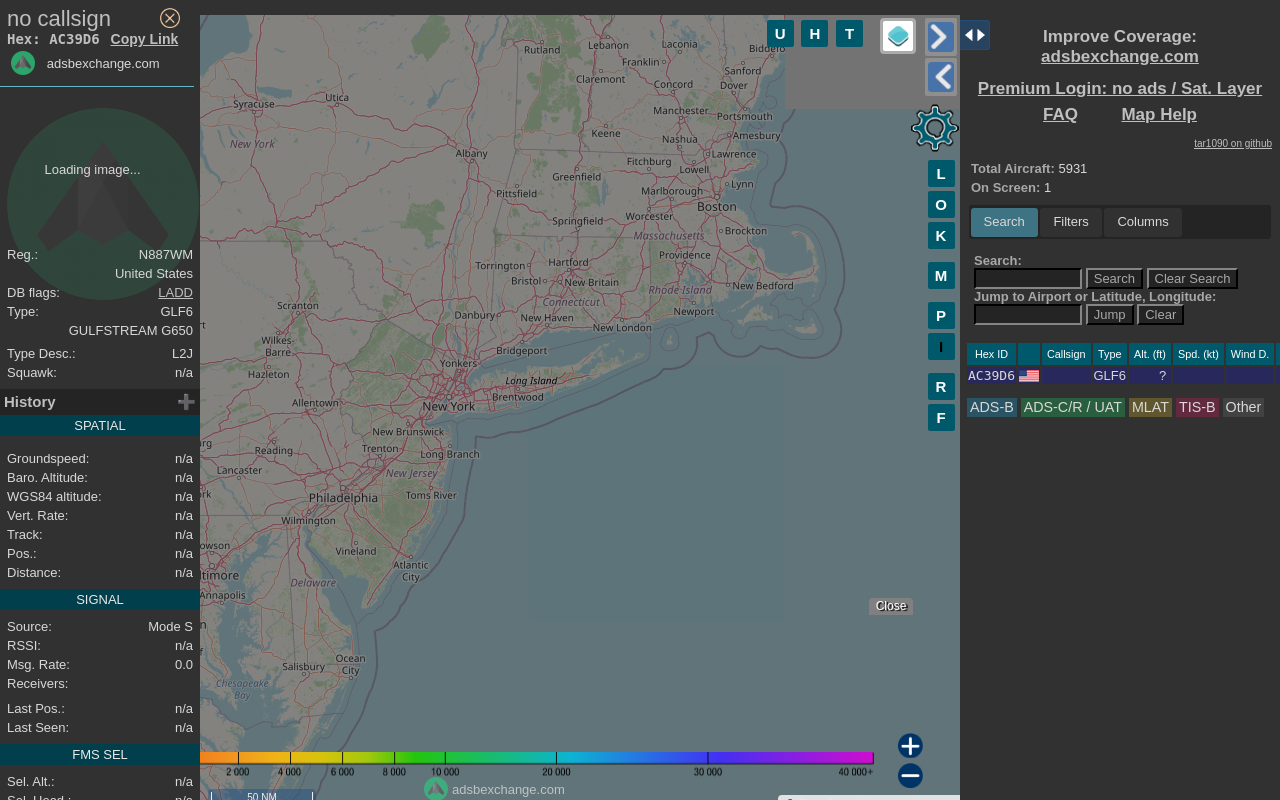 no callsign
Hex: AC39D6 Copy Link
adsbexchange.com
Loading image...
Reg.: N887WM
United States
DB flags: LADD
Type: GLF6
GULFSTREAM G650
Type Desc.: L2J
Squawk: n/a
History
SPATIAL
Groundspeed: n/a
Baro. Altitude: n/a
WGS84 altitude: n/a
Vert. Rate: n/a
Track: n/a
Pos.: n/a
Distance: n/a
SIGNAL
Source: Mode S
RSSI: n/a
Msg. Rate: 0.0
Receivers:
Last Pos.: n/a
Last Seen: n/a
FMS SEL
Sel. Alt.: n/a
U H T
L
O
K
M
P
I
R
F
Rutland
Lebanon
Laconia
Franklin
Claremont
Concord
Sanford
Dover
Syracuse
Utica
New York
Albany
Keene
Manchester
Portsmouth
Nashua
Amesbury
Fitchburg
Lawrence
Lowell
Greenfield
Pittsfield
Marlborough
Lynn
Springfield
Worcester
Boston
Massachusetts
Brockton
Torrington
Hartford
Providence
Bristol
New Britain
Rhode Island
New Bedford
Connecticut
Scranton
Danbury
New Haven
New London
Newport
Wilkes-
Barre
Bridgeport
Hazleton
Yonkers
Long Island
Brentwood
Allentown
New York
New Brunswick
Reading
Trenton
Long Branch
Lancaster
New Jersey
Philadelphia
Toms River
Wilmington
Vineland
Atlantic
City
Delaware
Annapolis
Salisbury
Ocean
City
Chesapeake
Bay
Close
2 000 4 000 6 000 8 000 10 000 20 000 30 000 40 000+
adsbexchange.com
50 NM
Improve Coverage:
adsbexchange.com
Premium Login: no ads / Sat. Layer
FAQ Map Help
tar1090 on github
Total Aircraft: 5931
On Screen: 1
Search Filters Columns
Search:
Search Clear Search
Jump to Airport or Latitude, Longitude:
Jump Clear
Hex ID Callsign Type Alt. (ft) Spd. (kt) Wind D.
AC39D6 GLF6 ?
ADS-B ADS-C/R / UAT MLAT TIS-B Other